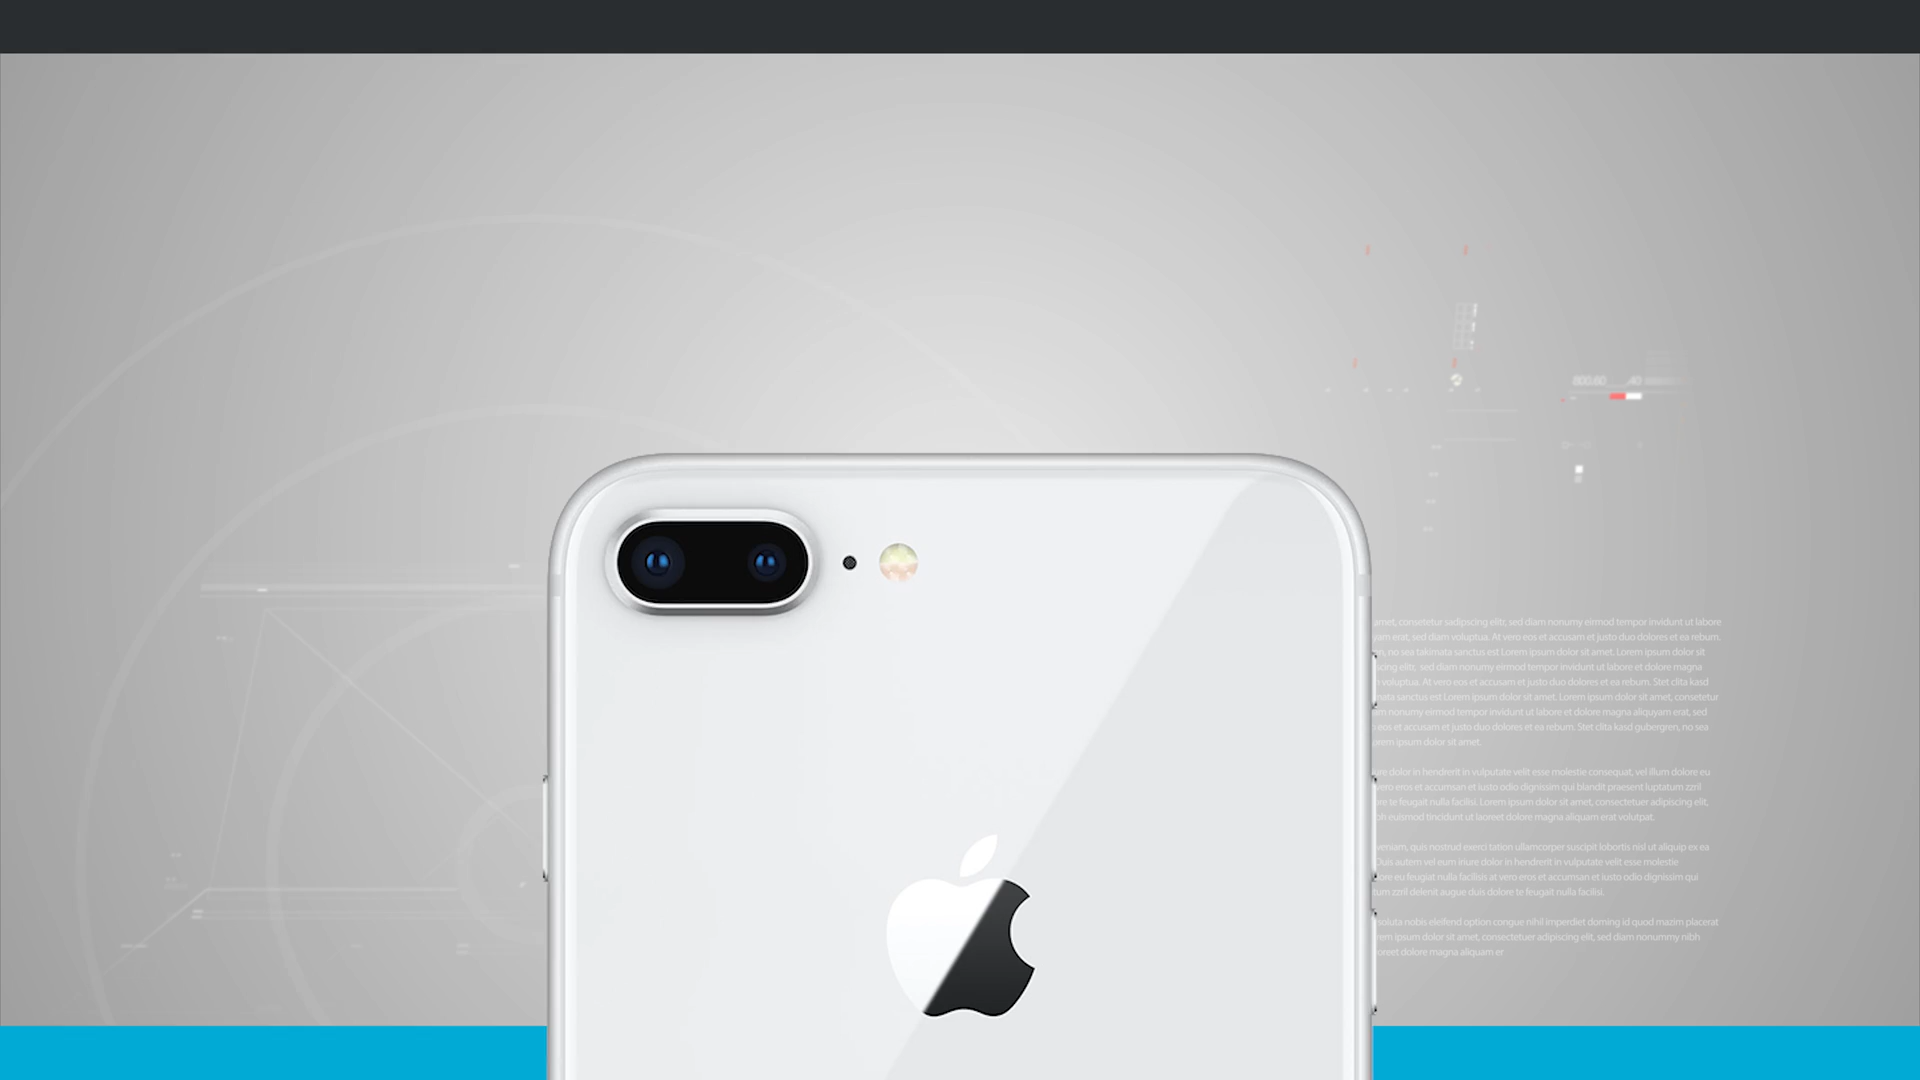 800.60 40
amet, consetetur sadipscing elitr, sed diam nonumy eirmod tempor invidunt ut labore
yam erat, sed diam voluptua. At vero eos et accusam et justo duo dolores et ea rebum.
no sea takimata sanctus est Lorem ipsum dolor sit amet. Lorem ipsum dolor sit
scing elitr, sed diam nonumy eirmod tempor invidunt ut labore et dolore magna
voluptua. At vero eos et accusam et justo duo dolores et ea rebum. Stet clita kasd
mata sanctus est Lorem ipsum dolor sit amet. Lorem ipsum dolor sit amet, consetetur
m nonumy eirmod tempor invidunt ut labore et dolore magna aliquyam erat, sed
eos et accusam et justo duo dolores et ea rebum. Stet clita kasd gubergren, no sea
orem ipsum dolor sit amet.
iure dolor in hendrerit in vulputate velit esse molestie consequat, vel illum dolore eu
vero eros et accumsan et iusto odio dignissim qui blandit praesent luptatum zzril
ore te feugait nulla facilisi. Lorem ipsum dolor sit amet, consectetuer adipiscing elit,
bh euismod tincidunt ut laoreet dolore magna aliquam erat volutpat.
veniam, quis nostrud exerci tation ullamcorper suscipit lobortis nisl ut aliquip ex ea
Duis autem vel eum iriure dolor in hendrerit in vulputate velit esse molestie
ore eu feugiat nulla facilisis at vero eros et accumsan et iusto odio dignissim qui
tum zzril delenit augue duis dolore te feugait nulla facilisi.
soluta nobis eleifend option congue nihil imperdiet doming id quod mazim placerat
rem ipsum dolor sit amet, consectetuer adipiscing elit, sed diam nonummy nibh
oreet dolore magna aliquam er